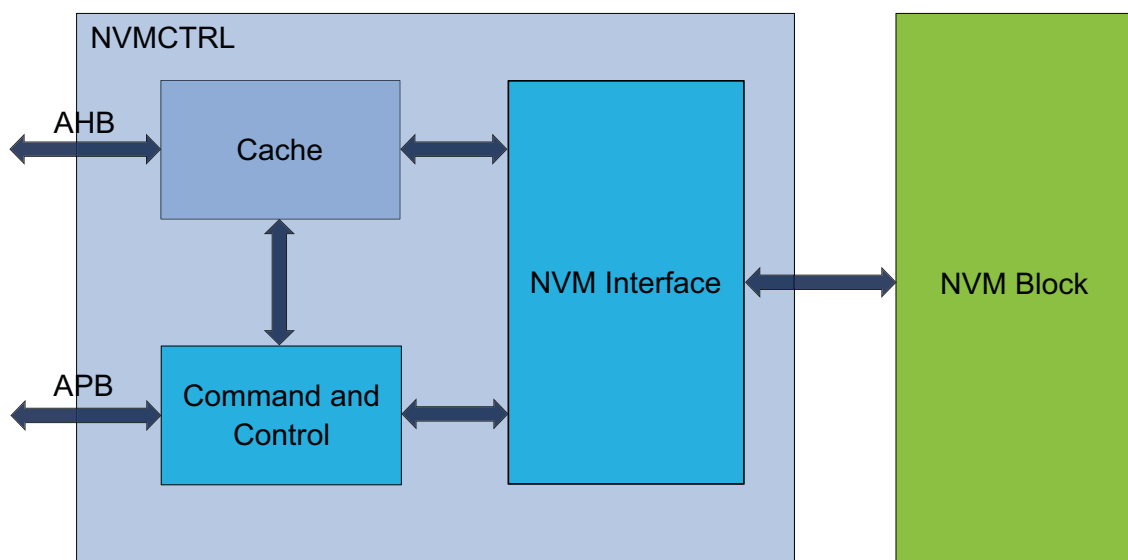 NVMCTRL
AHB
Cache
NVM Interface
NVM Block
APB
Command and
Control